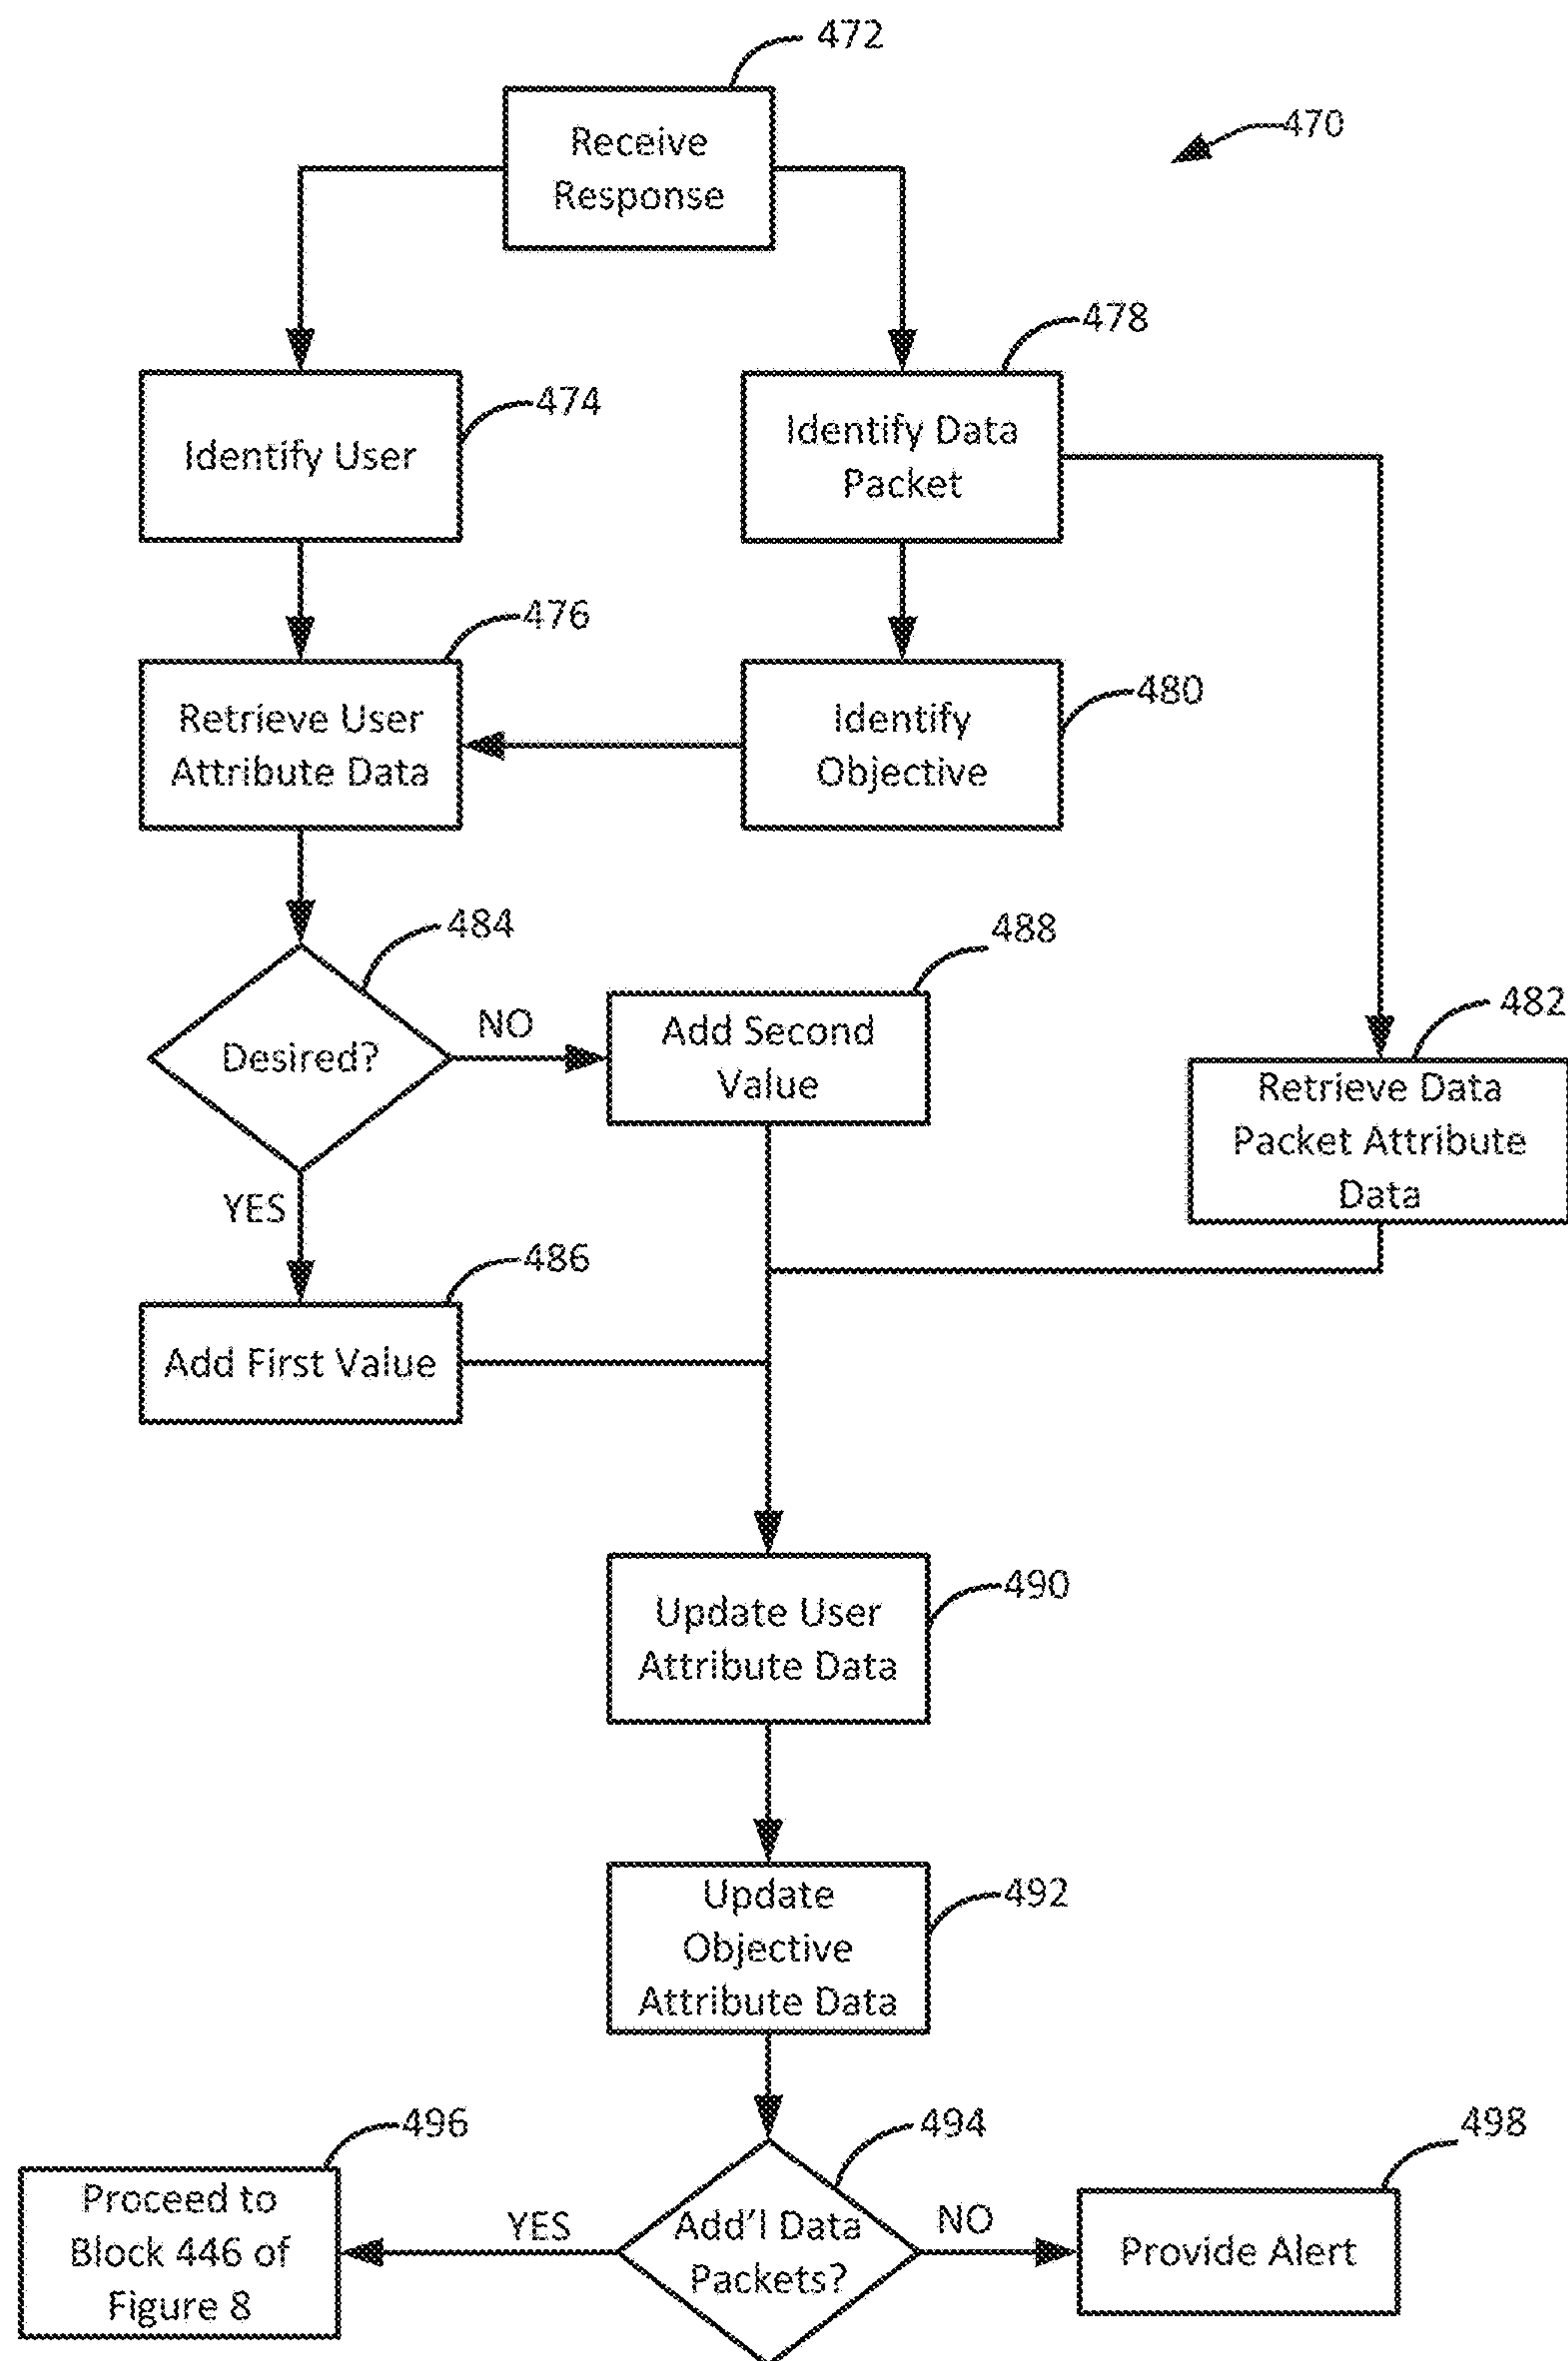 472
470
Receive
Response
478
474
Identify User
Identify Data
Packet
476
480
Retrieve User
Attribute Data
Identify
Objective
484
488
482
NO
Desired?
Add Second
Value
Retrieve Data
Packet Attribute
Data
YES
486
Add First Value
490
Update User
Attribute Data
492
Update
Objective
Attribute Data
496
494
498
Proceed to
Block 446 of
Figure 8
YES
Add'l Data
Packets?
NO
Provide Alert